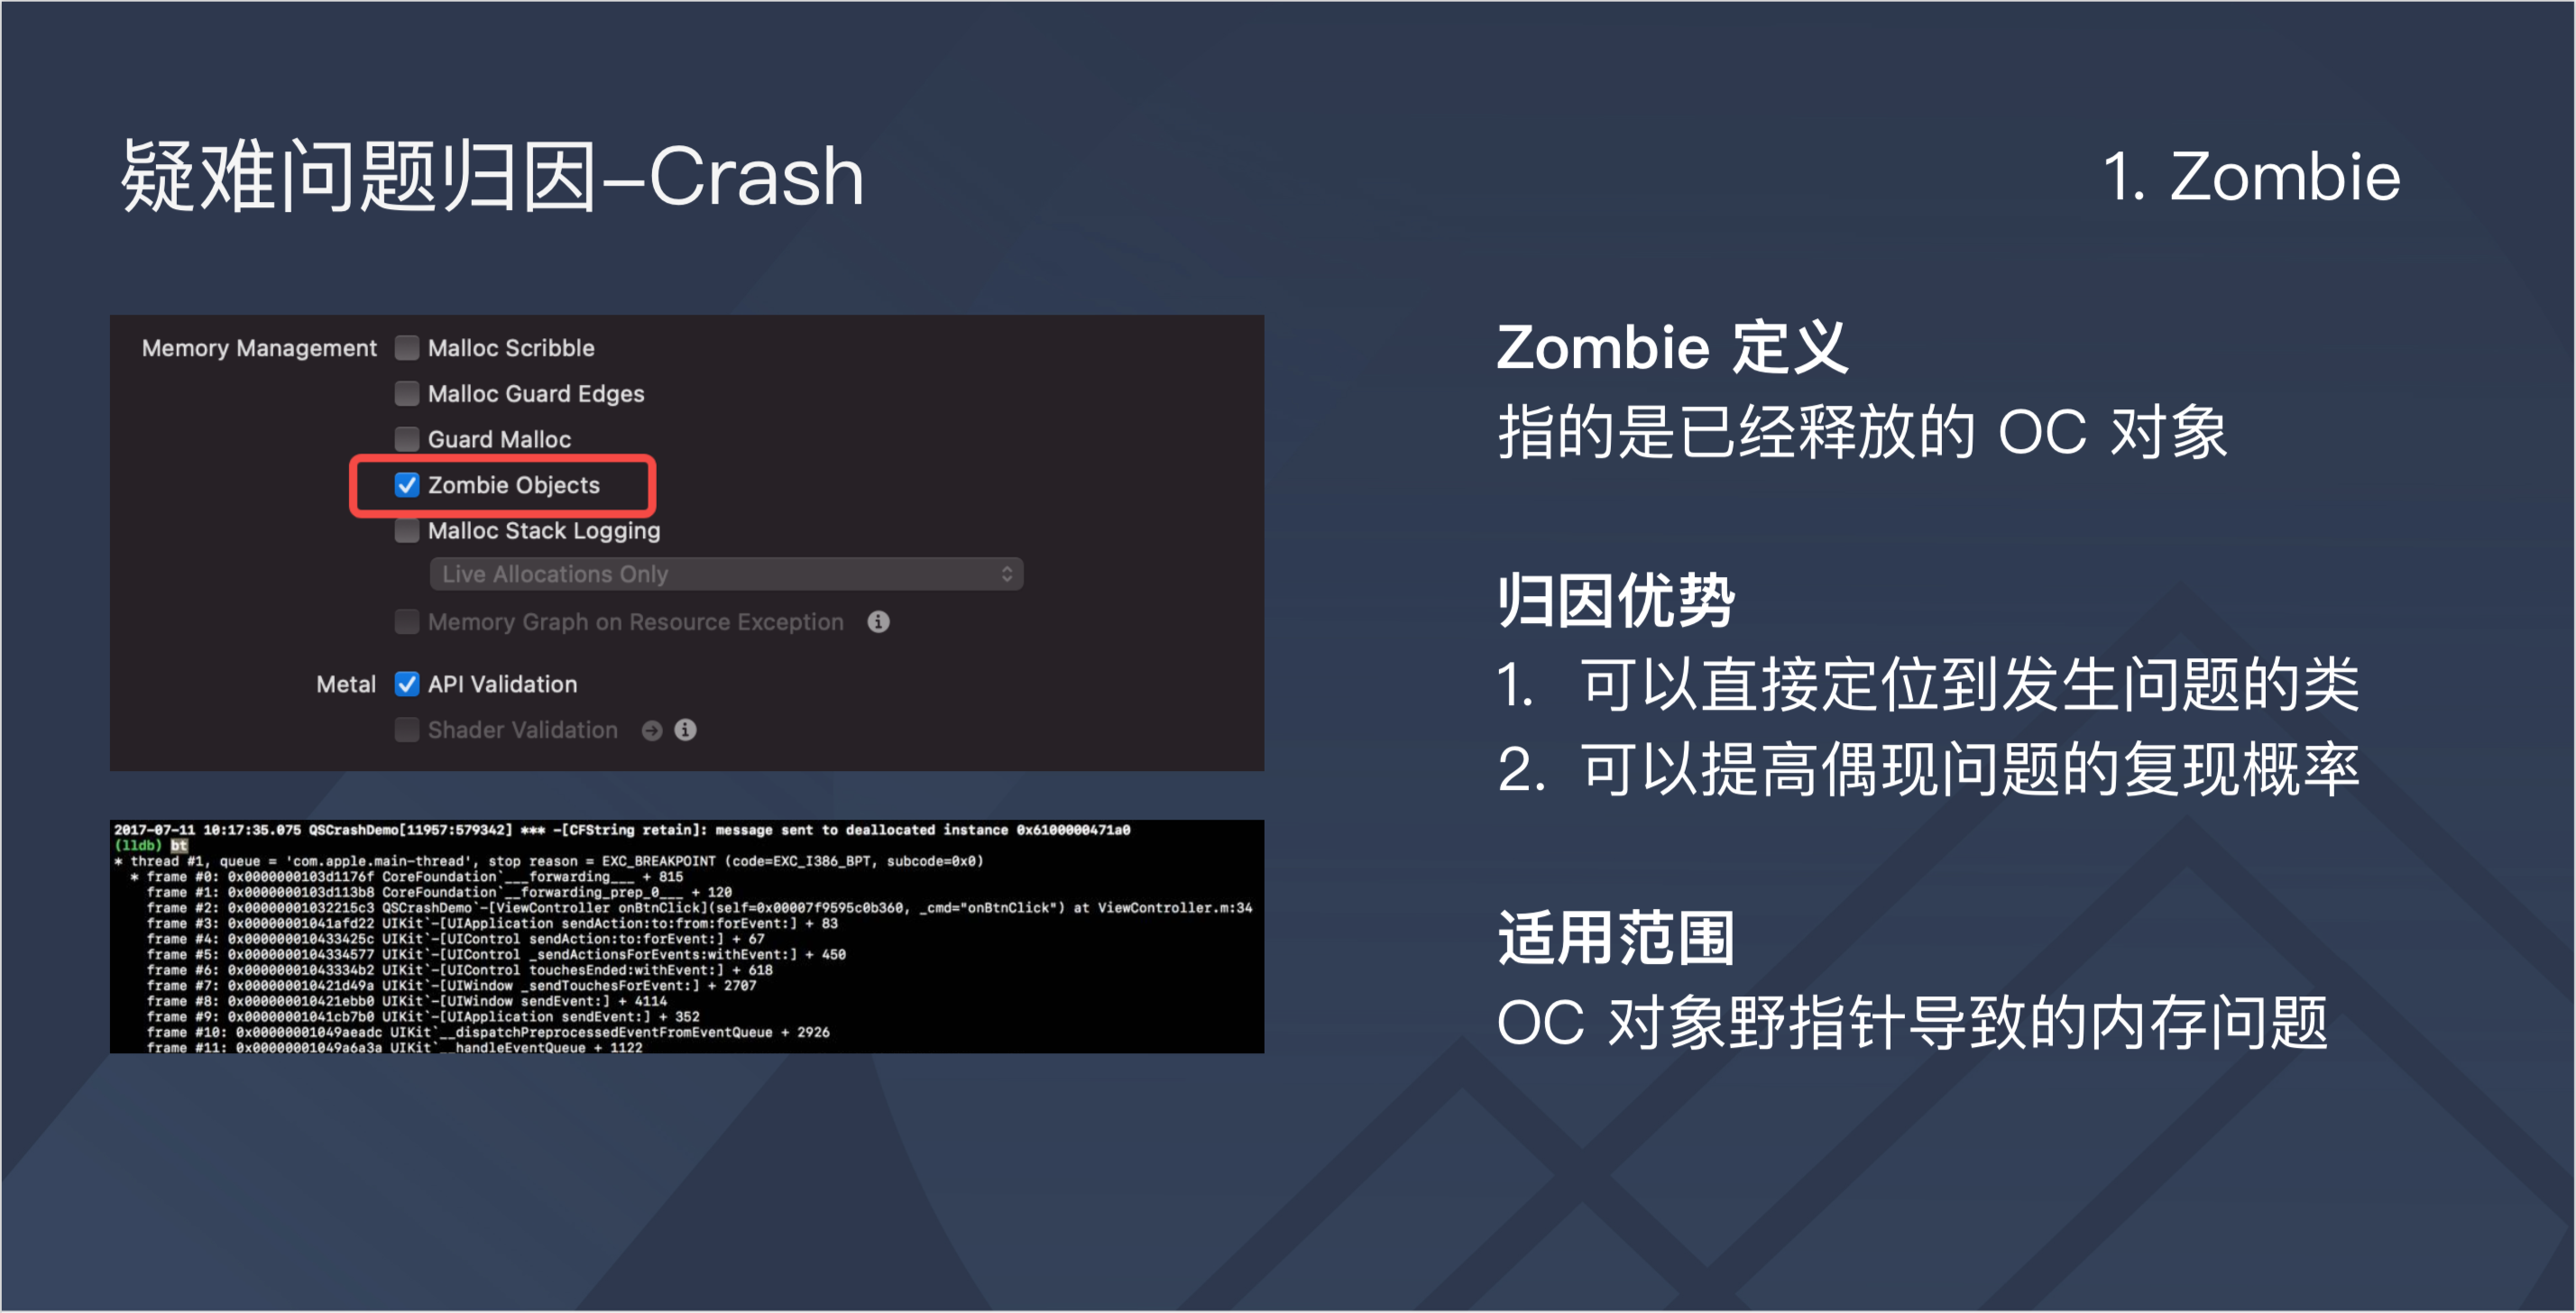 疑难问题归因–Crash
1. Zombie
Memory Management Malloc Scribble
Malloc Guard Edges
Guard Malloc
Zombie Objects
Malloc Stack Logging
Live Allocations Only
Memory Graph on Resource Exception
Metal API Validation
Shader Validation
2017-07-11 10:17:35.075 QSCrashDemo[11957:579342] *** -[CFString retain]: message sent to deallocated instance 0x6100000471a0
(lldb) bt
* thread #1, queue = 'com.apple.main-thread', stop reason = EXC_BREAKPOINT (code=EXC_I386_BPT, subcode=0x0)
* frame #0: 0x0000000103d1176f CoreFoundation`___forwarding___ + 815
frame #1: 0x0000000103d113b8 CoreFoundation`__forwarding_prep_0___ + 120
frame #2: 0x00000001032215c3 QSCrashDemo`-[ViewController onBtnClick](self=0x00007f9595c0b360, _cmd="onBtnClick") at ViewController.m:34
frame #3: 0x00000001041afd22 UIKit`-[UIApplication sendAction:to:from:forEvent:] + 83
frame #4: 0x000000010433425c UIKit`-[UIControl sendAction:to:forEvent:] + 67
frame #5: 0x0000000104334577 UIKit`-[UIControl _sendActionsForEvents:withEvent:] + 450
frame #6: 0x00000001043334b2 UIKit`-[UIControl touchesEnded:withEvent:] + 618
frame #7: 0x000000010421d49a UIKit`-[UIWindow _sendTouchesForEvent:] + 2707
frame #8: 0x000000010421ebb0 UIKit`-[UIWindow sendEvent:] + 4114
frame #9: 0x00000001041cb7b0 UIKit`-[UIApplication sendEvent:] + 352
frame #10: 0x00000001049aeadc UIKit`__dispatchPreprocessedEventFromEventQueue + 2926
frame #11: 0x00000001049a6a3a UIKit`__handleEventQueue + 1122
Zombie 定义
指的是已经释放的 OC 对象
归因优势
1. 可以直接定位到发生问题的类
2. 可以提高偶现问题的复现概率
适用范围
OC 对象野指针导致的内存问题